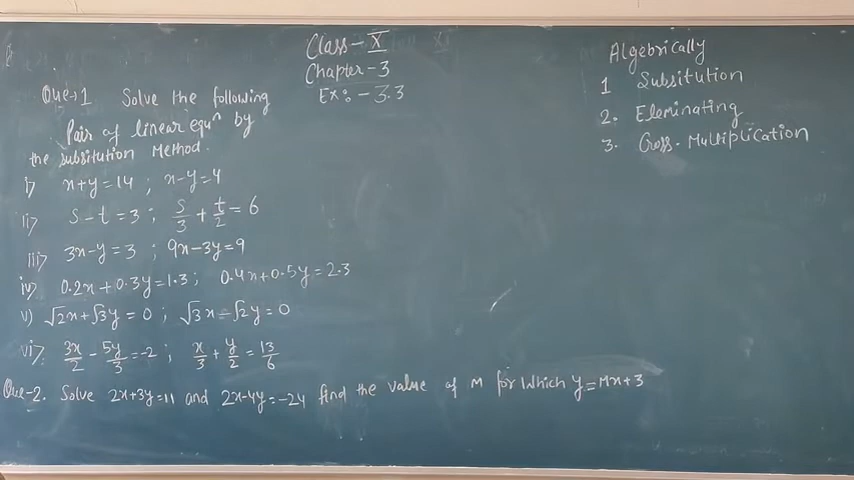 Class - X
Chapter - 3
Ex: - 3.3
Que→1 Solve the following
Pair of linear equⁿ by
the subsitution Method.
i) x+y=14 ; x-y=4
ii) s-t=3 ; s/3 + t/2 = 6
iii) 3x-y=3 ; 9x-3y=9
iv) 0.2x+0.3y=1.3 ; 0.4x+0.5y=2.3
v) √2x+√3y=0 ; √3x-√2y=0
vi) 3x/2 - 5y/3 = -2 ; x/3 + y/2 = 13/6
Que-2. Solve 2x+3y=11 and 2x-4y=-24 find the value of M for which y=Mx+3
Algebrically
1 Subsitution
2. Eleminating
3. Cross-Multiplication